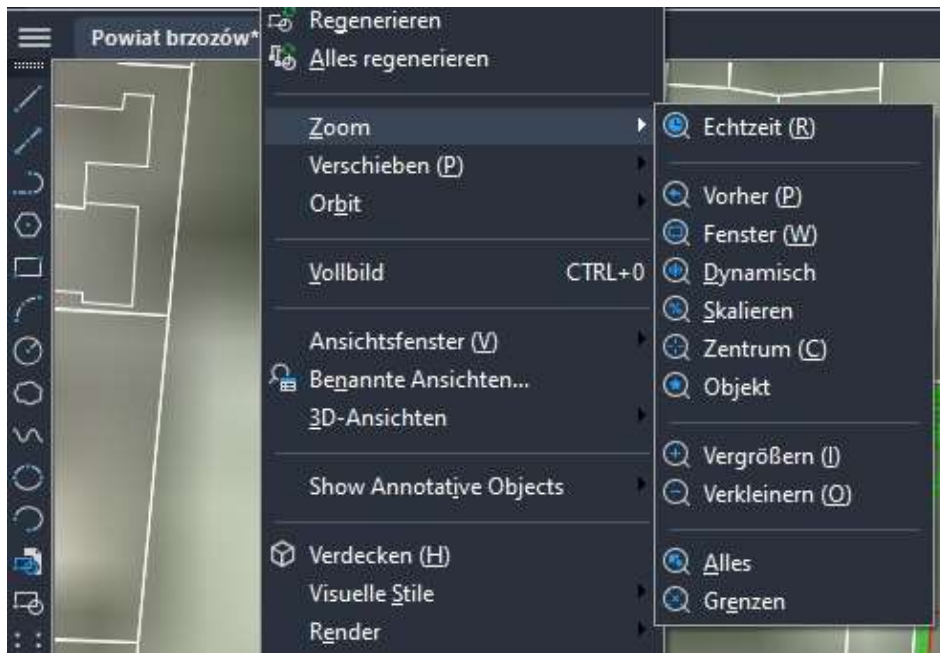 Powiat brzozów*
Regenerieren
Alles regenerieren
Zoom
Verschieben (P)
Orbit
Vollbild CTRL+0
Ansichtsfenster (V)
Benannte Ansichten...
3D-Ansichten
Show Annotative Objects
Verdecken (H)
Visuelle Stile
Render
Echtzeit (R)
Vorher (P)
Fenster (W)
Dynamisch
Skalieren
Zentrum (C)
Objekt
Vergrößern (I)
Verkleinern (O)
Alles
Grenzen